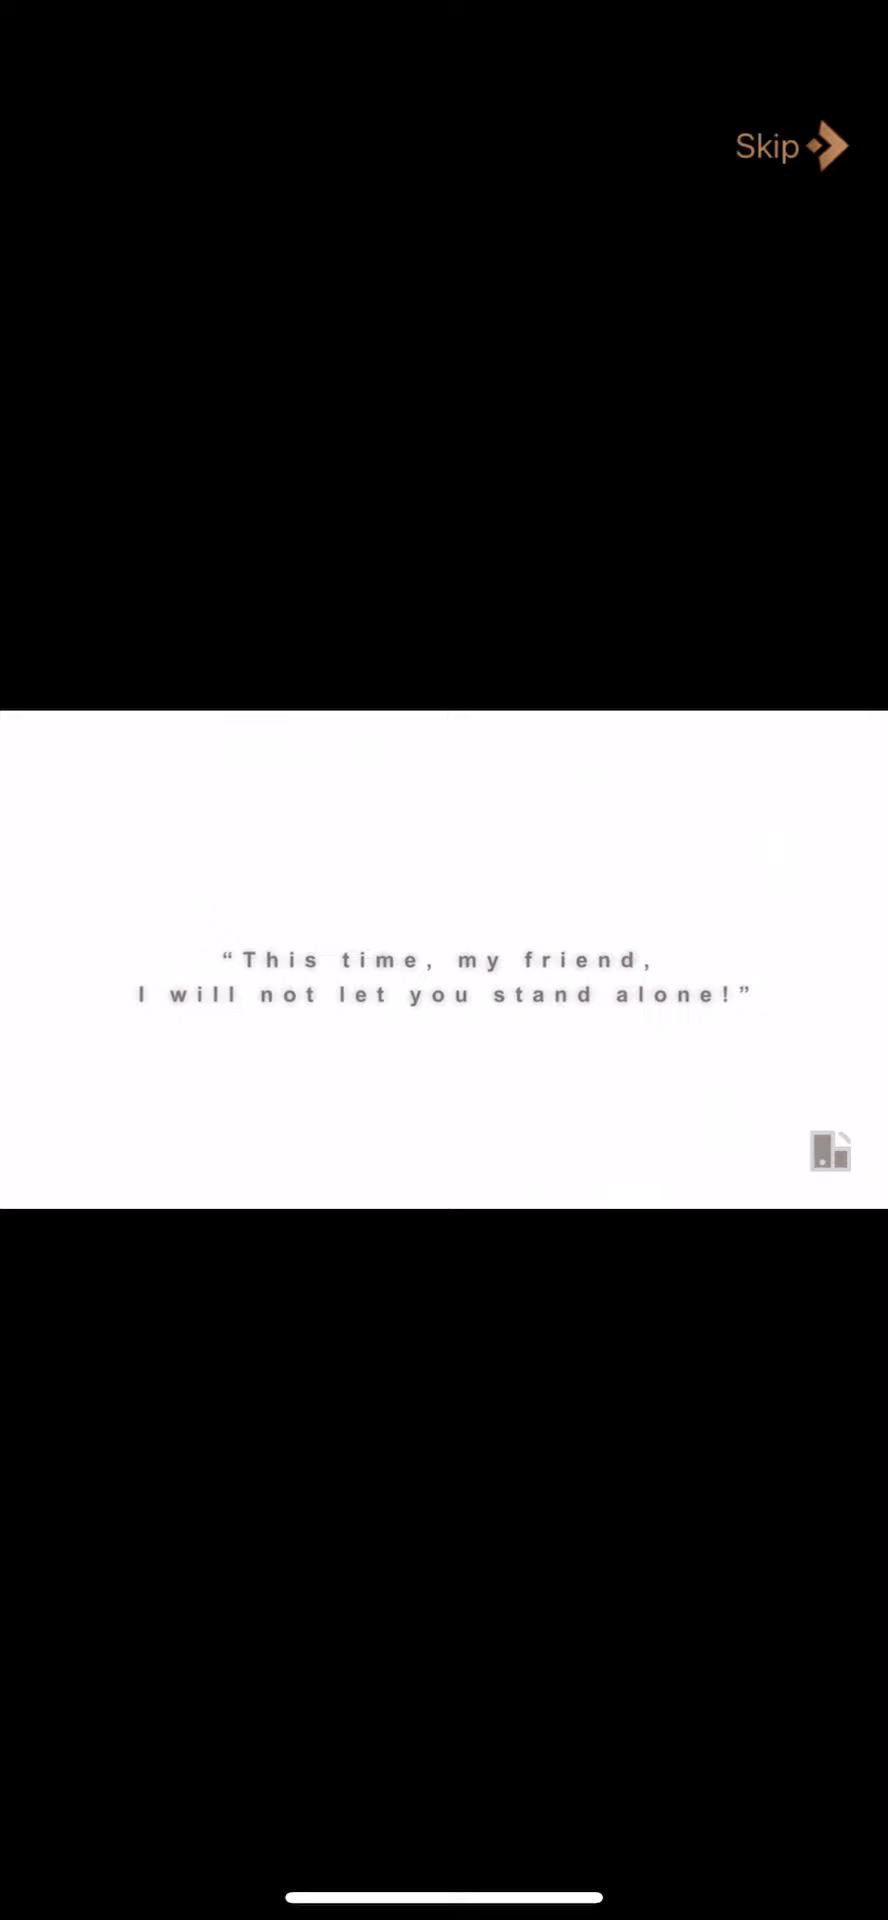 Skip
“This time, my friend,
I will not let you stand alone!”